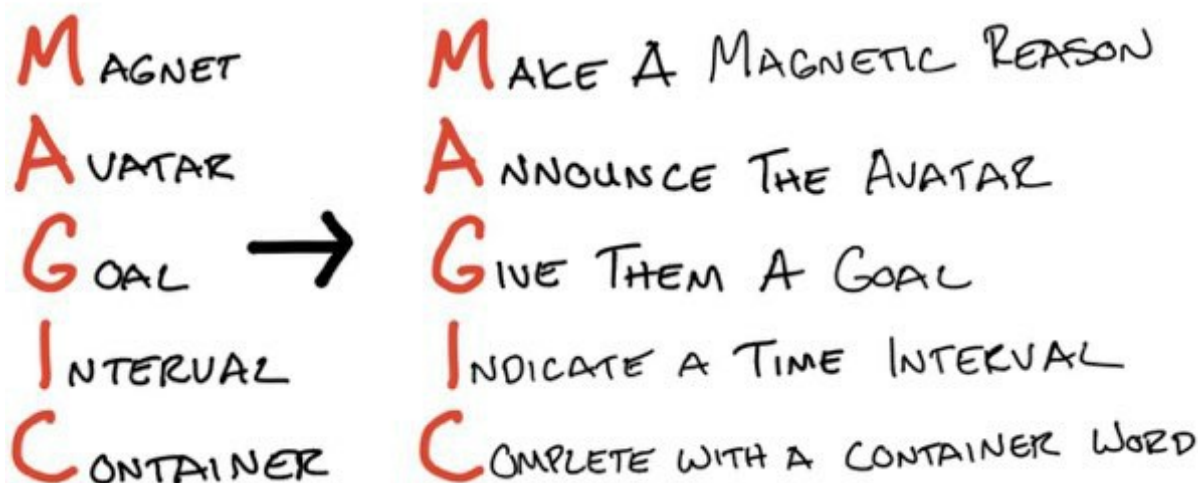 MAGNET
AVATAR
GOAL
INTERVAL
CONTAINER
MAKE A MAGNETIC REASON
ANNOUNCE THE AVATAR
GIVE THEM A GOAL
INDICATE A TIME INTERVAL
COMPLETE WITH A CONTAINER WORD